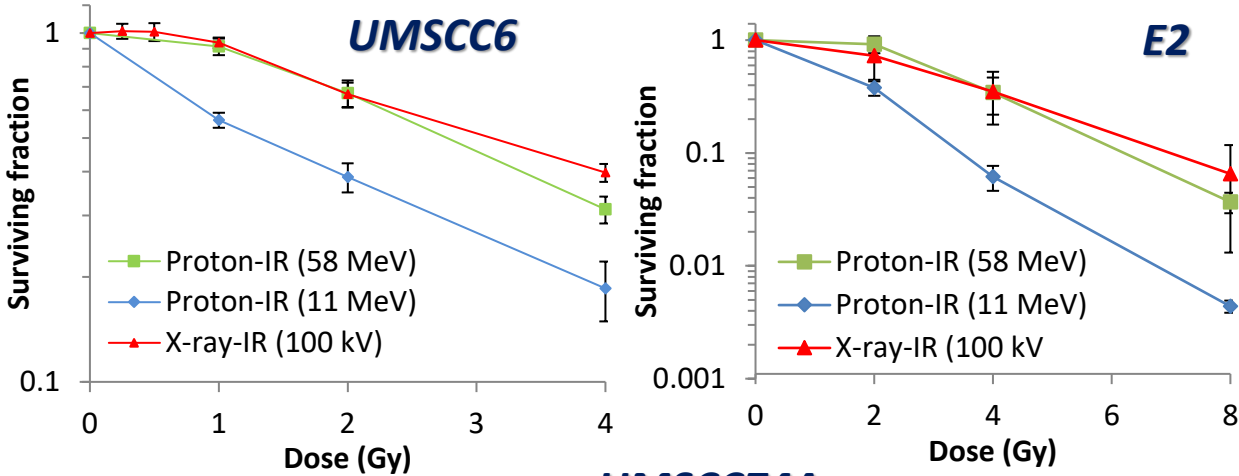 UMSCC6
Surviving fraction
1
0.1
Proton-IR (58 MeV)
Proton-IR (11 MeV)
X-ray-IR (100 kV)
0 1 2 3 4
Dose (Gy)
E2
Surviving fraction
1
0.1
0.01
0.001
Proton-IR (58 MeV)
Proton-IR (11 MeV)
X-ray-IR (100 kV
0 2 4 6 8
Dose (Gy)